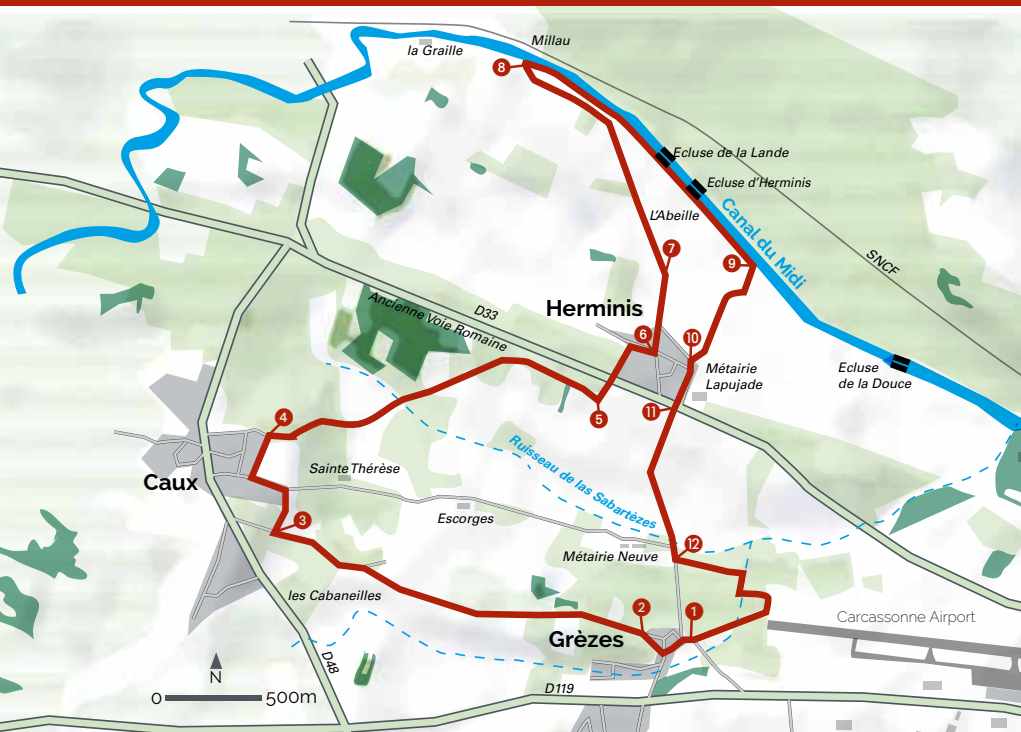 Millau
la Graille
8
Ecluse de la Lande
Ecluse d'Herminis
L'Abeille
Canal du Midi
7
9
SNCF
Herminis
Ancienne Voie Romaine
D33
6
10
Métairie
Lapujade
Ecluse
de la Douce
11
5
4
Caux
Sainte Thérèse
Ruisseau de las Sabartèzes
Escorges
3
12
Métairie Neuve
les Cabaneilles
2
1
Grèzes
Carcassonne Airport
D48
N
0
500m
D119